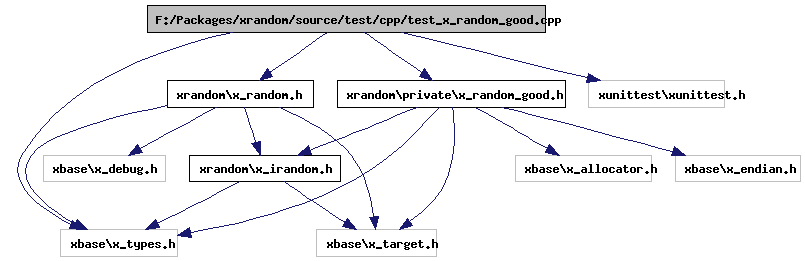 F:/Packages/xrandom/source/test/cpp/test_x_random_good.cpp
xrandom\x_random.h
xrandom\private\x_random_good.h
xunittest\xunittest.h
xbase\x_debug.h
xrandom\x_irandom.h
xbase\x_allocator.h
xbase\x_endian.h
xbase\x_types.h
xbase\x_target.h